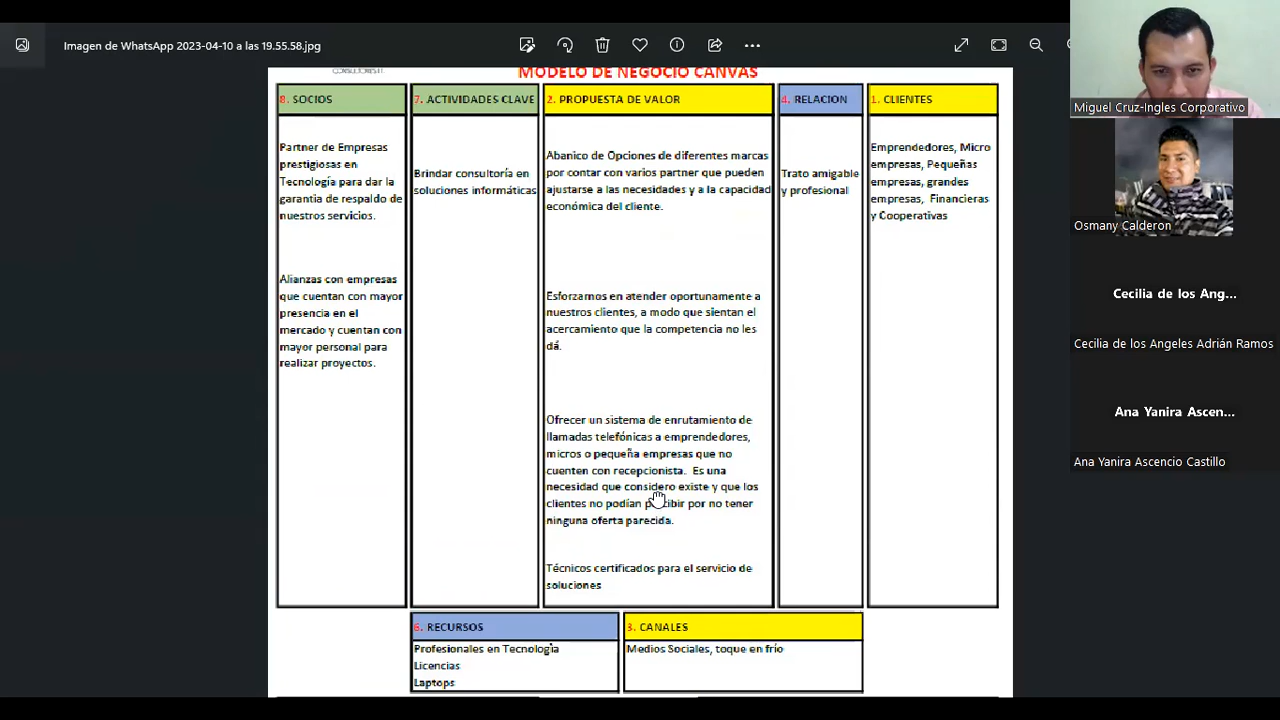 Imagen de WhatsApp 2023-04-10 a las 19.55.58.jpg
CONSULTORES IT
MODELO DE NEGOCIO CANVAS
8. SOCIOS
Partner de Empresas
prestigiosas en
Tecnología para dar la
garantia de respaldo de
nuestros servicios.
Alianzas con empresas
que cuentan con mayor
presencia en el
mercado y cuentan con
mayor personal para
realizar proyectos.
7. ACTIVIDADES CLAVE
Brindar consultoría en
soluciones informáticas
2. PROPUESTA DE VALOR
Abanico de Opciones de diferentes marcas
por contar con varios partner que pueden
ajustarse a las necesidades y a la capacidad
económica del cliente.
Esforzarnos en atender oportunamente a
nuestros clientes, a modo que sientan el
acercamiento que la competencia no les
dá.
Ofrecer un sistema de enrutamiento de
llamadas telefónicas a emprendedores,
micros o pequeña empresas que no
cuenten con recepcionista. Es una
necesidad que considero existe y que los
clientes no podían percibir por no tener
ninguna oferta parecida.
Técnicos certificados para el servicio de
soluciones
4. RELACION
Trato amigable
y profesional
1. CLIENTES
Emprendedores, Micro
empresas, Pequeñas
empresas, grandes
empresas, Financieras
y Cooperativas
6. RECURSOS
Profesionales en Tecnología
Licencias
Laptops
3. CANALES
Medios Sociales, toque en frío
Miguel Cruz-Ingles Corporativo
Osmany Calderon
Cecilia de los Ang...
Cecilia de los Angeles Adrián Ramos
Ana Yanira Ascen...
Ana Yanira Ascencio Castillo